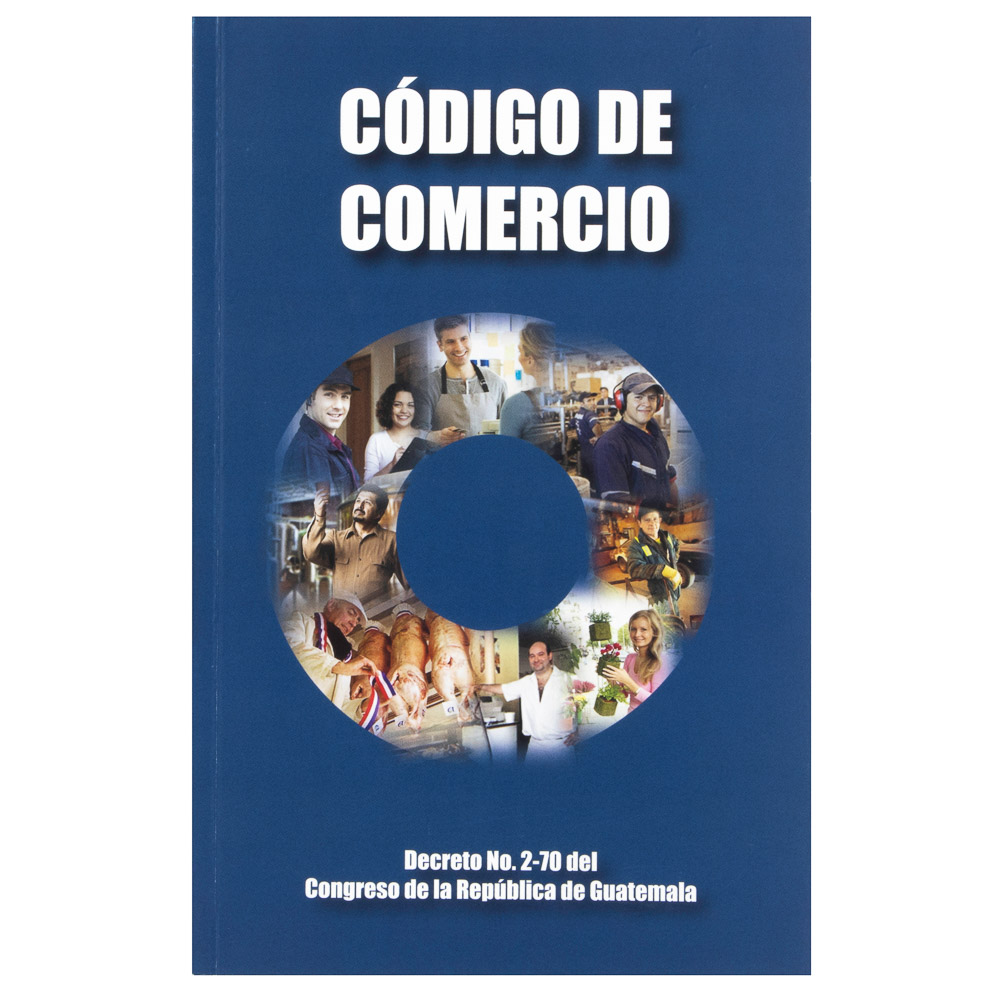 CÓDIGO DE
COMERCIO
Decreto No. 2-70 del
Congreso de la República de Guatemala